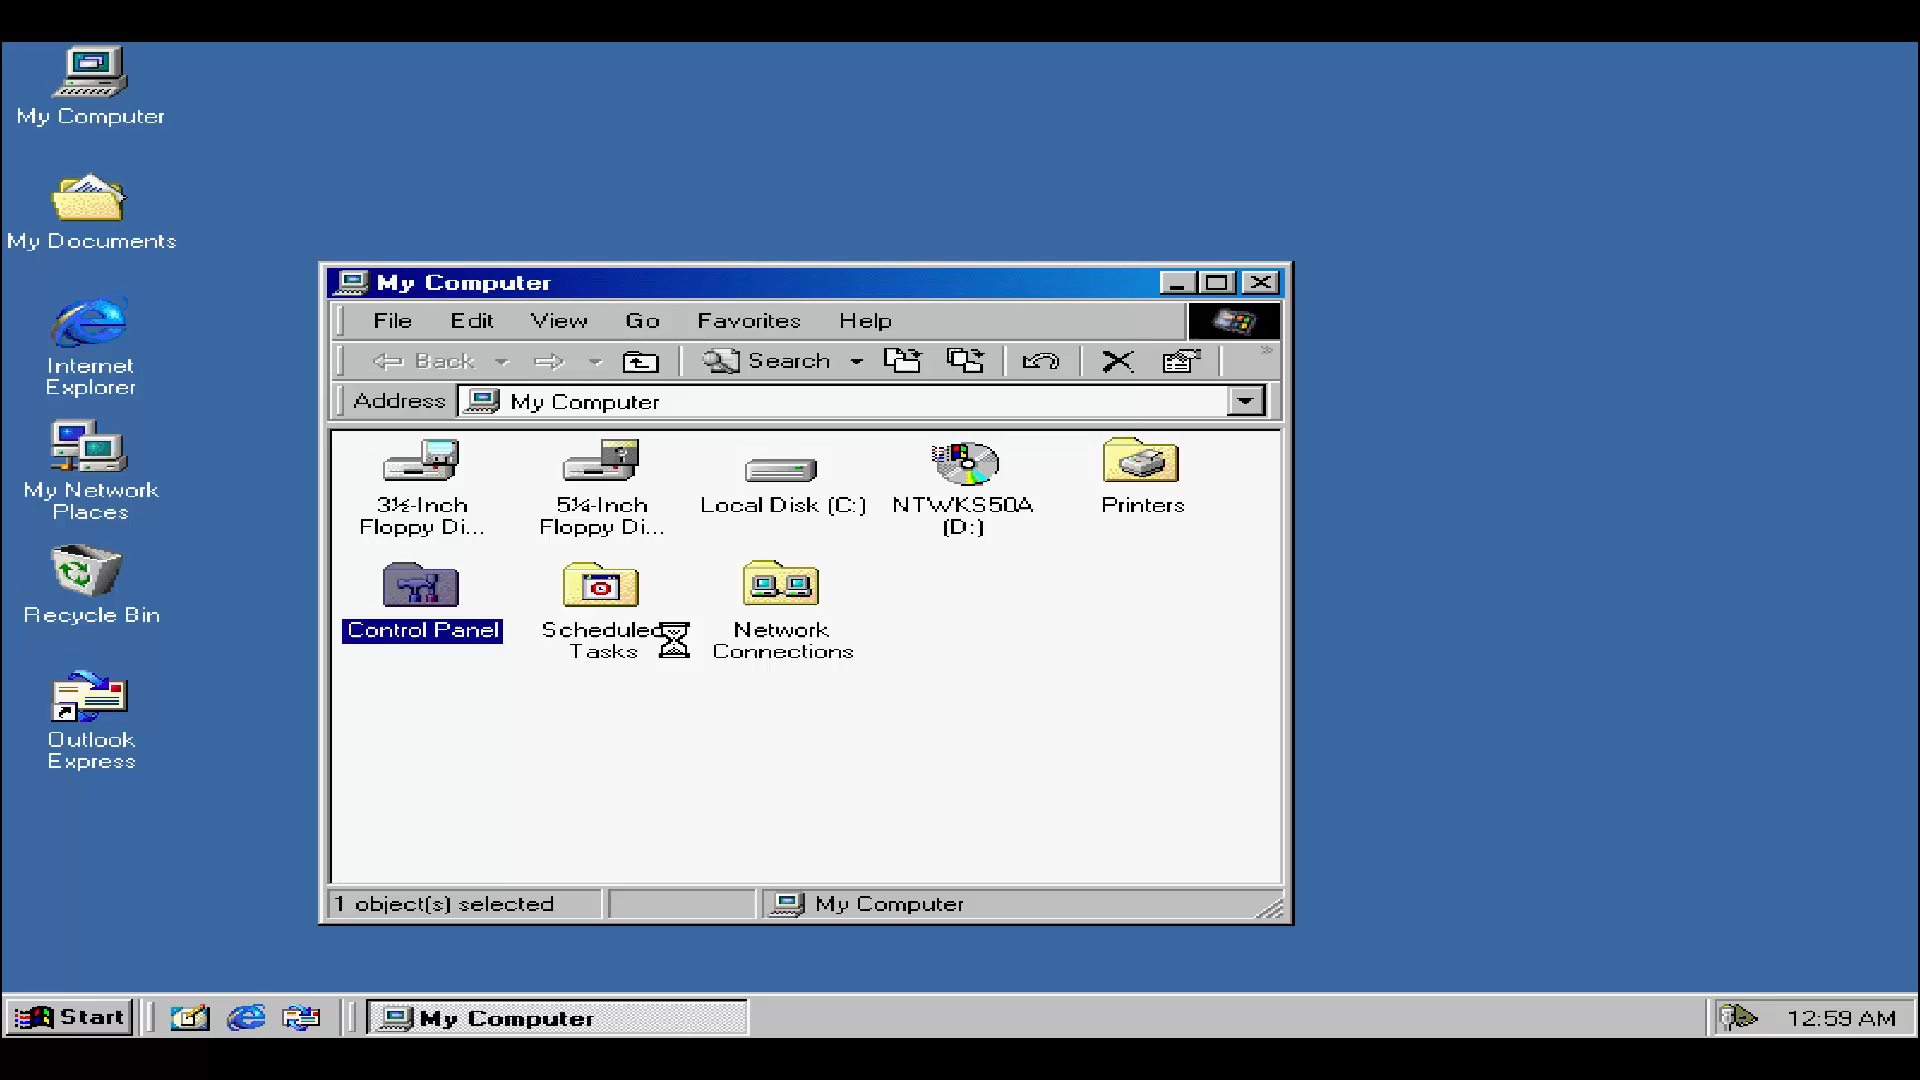 My Computer
My Documents
Internet
Explorer
My Network
Places
Recycle Bin
Outlook
Express
My Computer
File Edit View Go Favorites Help
Back Search
Address My Computer
3½-Inch
Floppy Di...
5¼-Inch
Floppy Di...
Local Disk (C:)
NTWKS50A
(D:)
Printers
Control Panel
Scheduled
Tasks
Network
Connections
1 object(s) selected
My Computer
Start
My Computer
12:59 AM